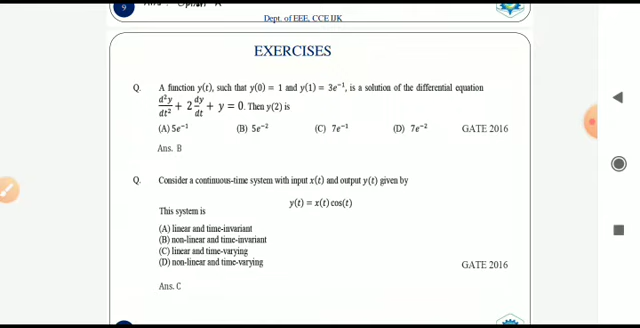 9
Dept. of EEE, CCE IJK
EXERCISES
Q. A function y(t), such that y(0) = 1 and y(1) = 3e⁻¹, is a solution of the differential equation
d²y/dt² + 2 dy/dt + y = 0. Then y(2) is
(A) 5e⁻¹ (B) 5e⁻² (C) 7e⁻¹ (D) 7e⁻² GATE 2016
Ans. B
Q. Consider a continuous-time system with input x(t) and output y(t) given by
y(t) = x(t) cos(t)
This system is
(A) linear and time-invariant
(B) non-linear and time-invariant
(C) linear and time-varying
(D) non-linear and time-varying
GATE 2016
Ans. C